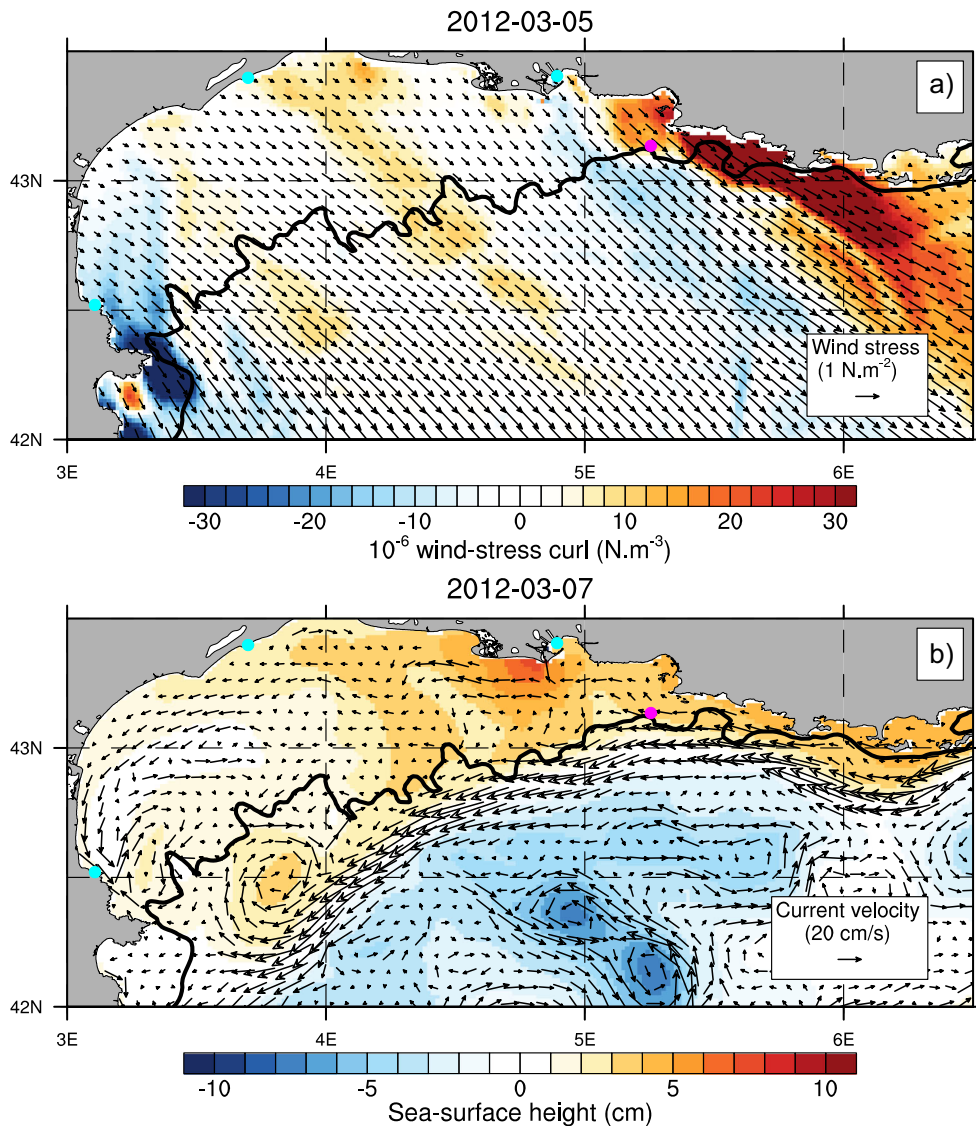 2012-03-05
a)
43N
42N
Wind stress
(1 N.m-2)
3E 4E 5E 6E
-30 -20 -10 0 10 20 30
10-6 wind-stress curl (N.m-3)
2012-03-07
b)
43N
42N
Current velocity
(20 cm/s)
3E 4E 5E 6E
-10 -5 0 5 10
Sea-surface height (cm)